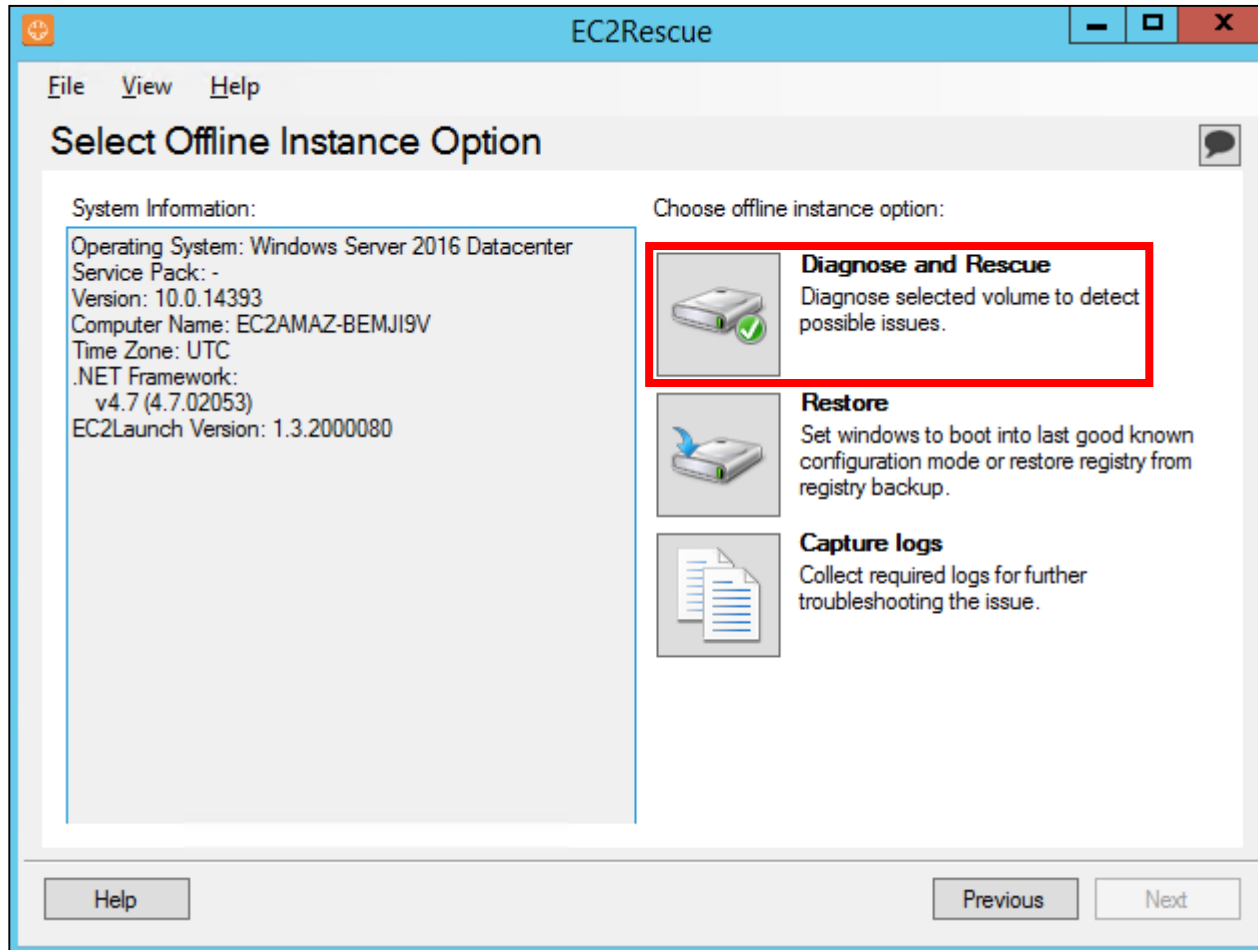 EC2Rescue
File View Help
Select Offline Instance Option
System Information:
Operating System: Windows Server 2016 Datacenter
Service Pack: -
Version: 10.0.14393
Computer Name: EC2AMAZ-BEMJI9V
Time Zone: UTC
.NET Framework:
v4.7 (4.7.02053)
EC2Launch Version: 1.3.2000080
Choose offline instance option:
Diagnose and Rescue
Diagnose selected volume to detect
possible issues.
Restore
Set windows to boot into last good known
configuration mode or restore registry from
registry backup.
Capture logs
Collect required logs for further
troubleshooting the issue.
Help
Previous
Next